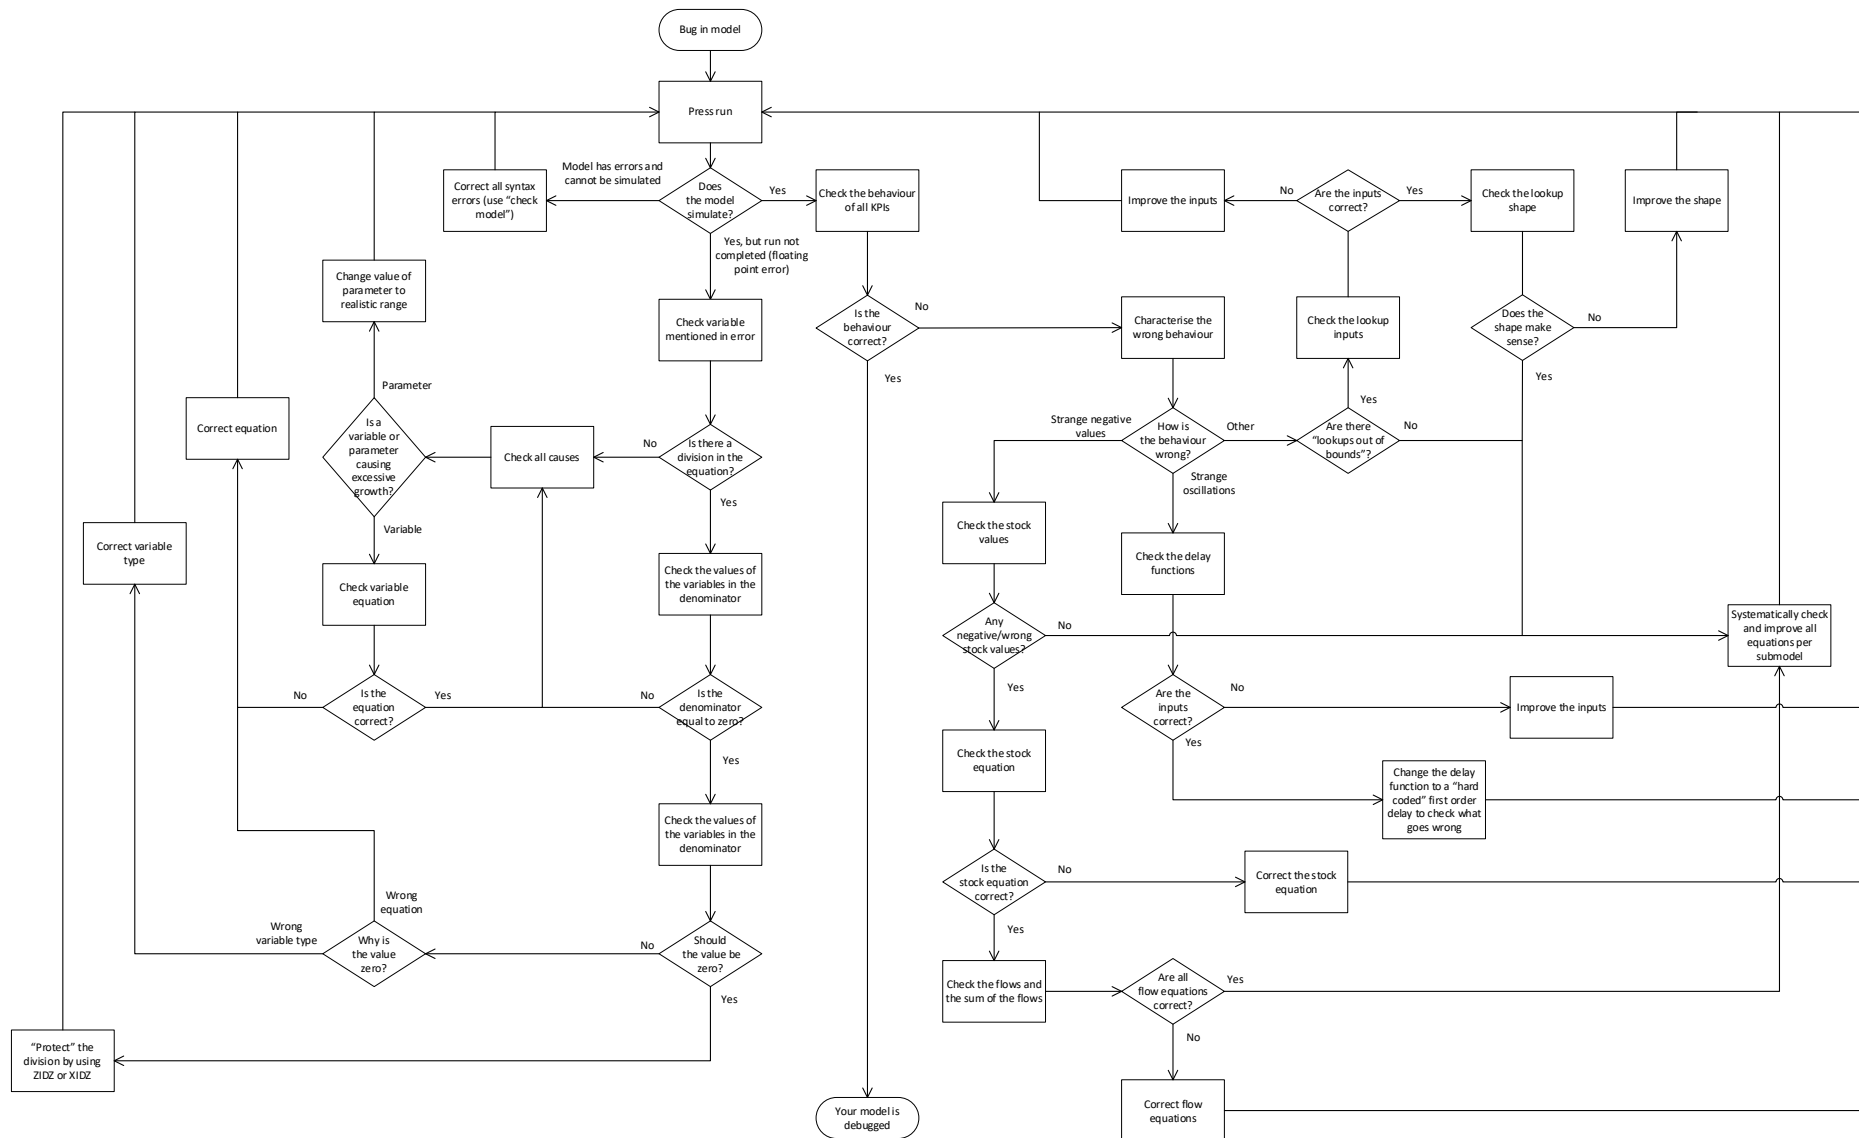 Bug in model
Press run
Model has errors and
cannot be simulated
Does
the model
simulate?
Yes
Correct all syntax
errors (use “check
model”)
Check the behaviour
of all KPIs
Improve the inputs
No
Are the inputs
correct?
Yes
Check the lookup
shape
Improve the shape
Yes, but run not
completed (floating
point error)
Change value of
parameter to
realistic range
Check variable
mentioned in error
Is the
behaviour
correct?
No
Yes
Characterise the
wrong behaviour
Check the lookup
inputs
Does the
shape make
sense?
No
Yes
Parameter
Correct equation
Is a
variable or
parameter
causing
excessive
growth?
Variable
Check all causes
No
Is there a
division in the
equation?
Yes
Strange negative
values
How is
the behaviour
wrong?
Other
Strange
oscillations
Yes
Are there
“lookups out of
bounds”?
No
Correct variable
type
Check variable
equation
Check the values of
the variables in the
denominator
Check the stock
values
Check the delay
functions
Any
negative/wrong
stock values?
No
Yes
Systematically check
and improve all
equations per
submodel
No
Is the
equation
correct?
Yes
No
Is the
denominator
equal to zero?
Yes
Are the
inputs
correct?
No
Yes
Improve the inputs
Check the stock
equation
Change the delay
function to a “hard
coded” first order
delay to check what
goes wrong
Check the values of
the variables in the
denominator
Is the
stock equation
correct?
No
Yes
Correct the stock
equation
Wrong
equation
Wrong
variable type
Why is
the value
zero?
No
Should
the value be
zero?
Yes
Check the flows and
the sum of the flows
Are all
flow equations
correct?
Yes
No
“Protect” the
division by using
ZIDZ or XIDZ
Your model is
debugged
Correct flow
equations